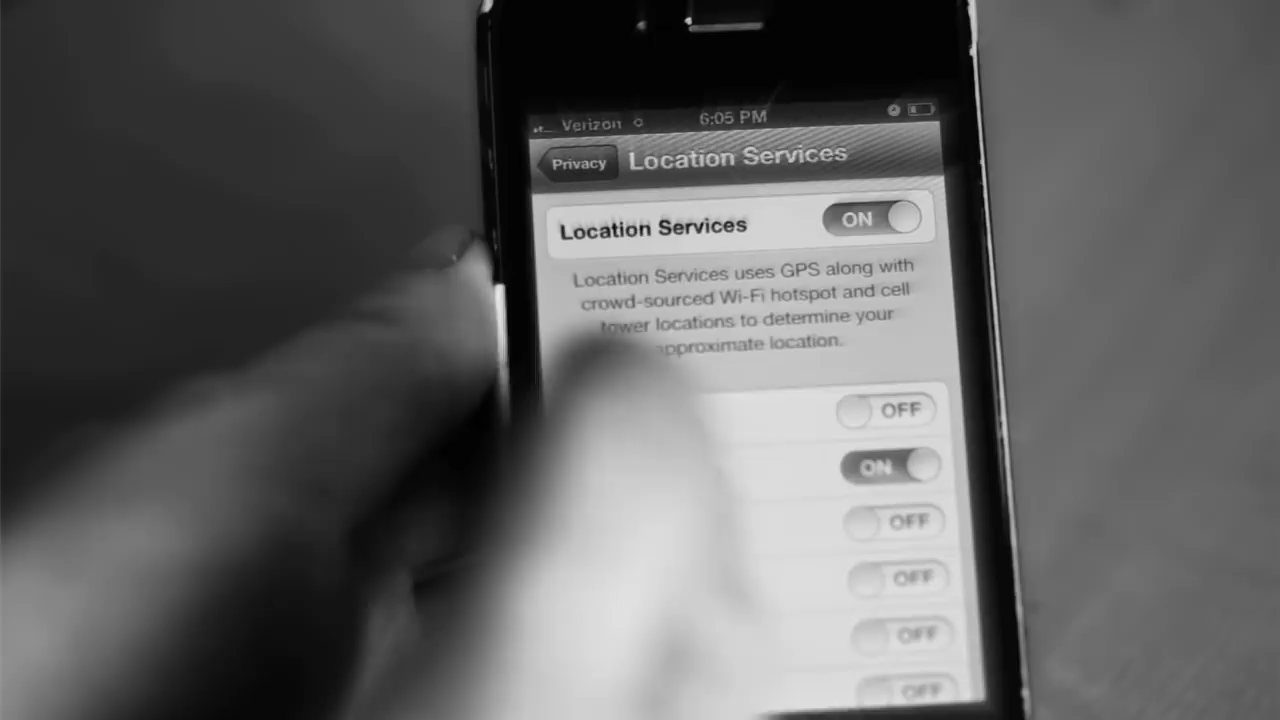 Verizon 6:05 PM
Privacy Location Services
Location Services ON
Location Services uses GPS along with
crowd-sourced Wi-Fi hotspot and cell
tower locations to determine your
approximate location.
OFF
ON
OFF
OFF
OFF
OFF